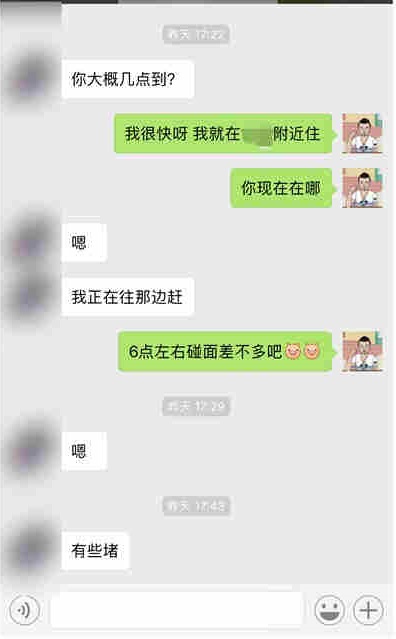 昨天 17:22
你大概几点到?
我很快呀 我就在 附近住
你现在在哪
嗯
我正在往那边赶
6点左右碰面差不多吧🐷🐷
昨天 17:29
嗯
昨天 17:43
有些堵